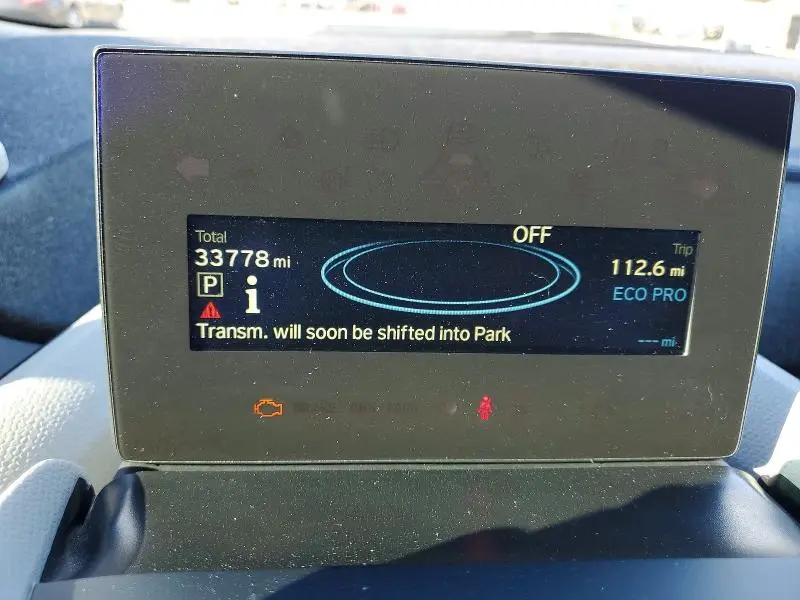 OFF
Total
33778 mi
Trip
112.6 mi
P
i
ECO PRO
Transm. will soon be shifted into Park
--- mi